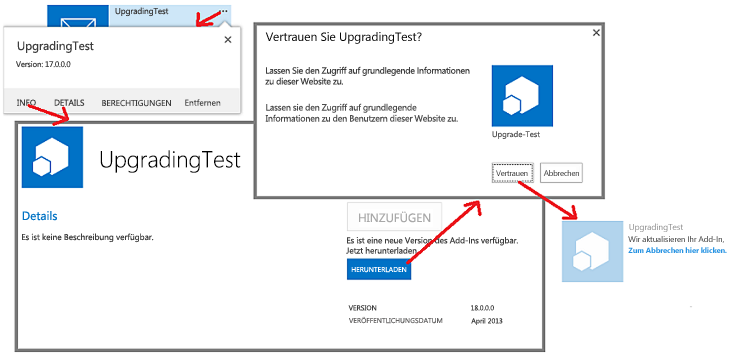 UpgradingTest
...
UpgradingTest
Version: 17.0.0.0
INFO DETAILS BERECHTIGUNGEN Entfernen
UpgradingTest
Details
Es ist keine Beschreibung verfügbar.
HINZUFÜGEN
Es ist eine neue Version des Add-Ins verfügbar.
Jetzt herunterladen.
HERUNTERLADEN
VERSION 18.0.0.0
VERÖFFENTLICHUNGSDATUM April 2013
Vertrauen Sie UpgradingTest?
Lassen Sie den Zugriff auf grundlegende Informationen
zu dieser Website zu.
Lassen Sie den Zugriff auf grundlegende
Informationen zu den Benutzern dieser Website zu.
Upgrade-Test
Vertrauen Abbrechen
UpgradingTest
Wir aktualisieren Ihr Add-In,
Zum Abbrechen hier klicken.